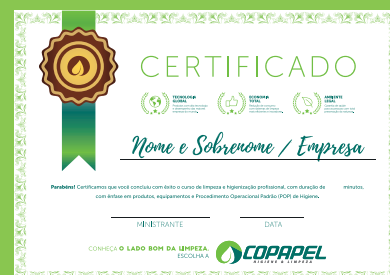 CERTIFICADO
TECNOLOGIA GLOBAL
ECONOMIA TOTAL
AMBIENTE LEGAL
Nome e Sobrenome / Empresa
Parabéns! Certificamos que você concluiu com êxito o curso de limpeza e higienização profissional, com duração de minutos,
com ênfase em produtos, equipamentos e Procedimento Operacional Padrão (POP) de Higiene.
MINISTRANTE DATA
CONHEÇA O LADO BOM DA LIMPEZA.
ESCOLHA A COPAPEL
HIGIENE & LIMPEZA